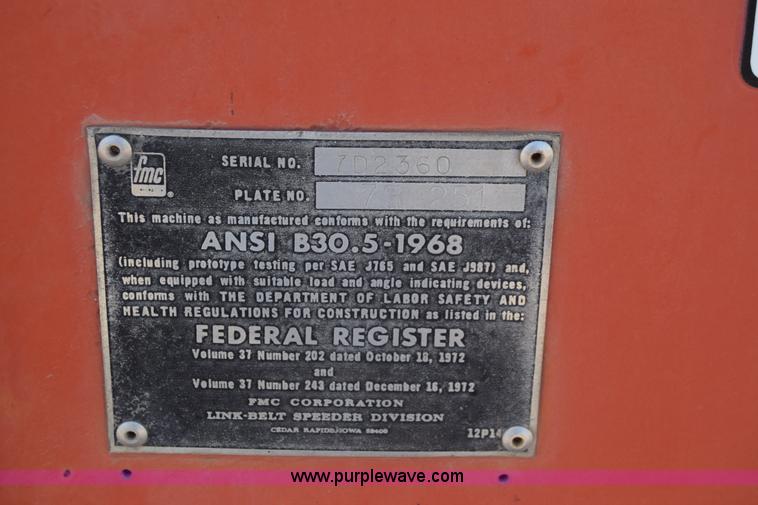 fmc
®
SERIAL NO. 7D2360
PLATE NO. 251
This machine as manufactured conforms with the requirements of:
ANSI B30.5-1968
(including prototype testing per SAE J765 and SAE J987) and,
when equipped with suitable load and angle indicating devices,
conforms with THE DEPARTMENT OF LABOR SAFETY AND
HEALTH REGULATIONS FOR CONSTRUCTION as listed in the:
FEDERAL REGISTER
Volume 37 Number 202 dated October 18, 1972
and
Volume 37 Number 243 dated December 16, 1972
FMC CORPORATION
LINK-BELT SPEEDER DIVISION
CEDAR RAPIDS, IOWA
www.purplewave.com